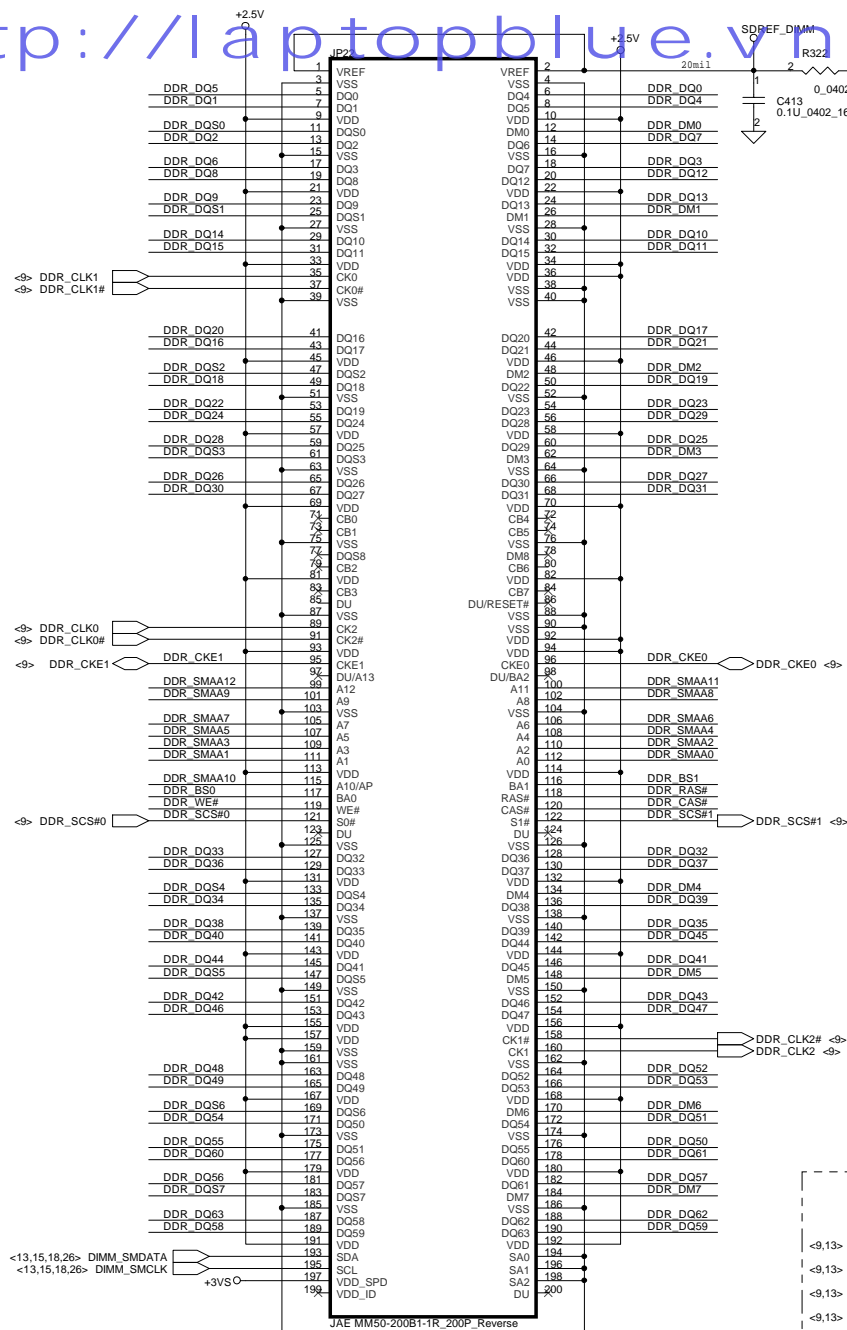 tp://laptopblue.vn
+2.5V
+2.5V
SDREF_DIMM
JP22
R322
20mil
2
0_0402
1
C413
0.1U_0402_16
2
1 VREF VREF 2
3 VSS VSS 4
DDR_DQ5 5 DQ0 DQ4 6 DDR_DQ0
DDR_DQ1 7 DQ1 DQ5 8 DDR_DQ4
9 VDD VDD 10
DDR_DQS0 11 DQS0 DM0 12 DDR_DM0
DDR_DQ2 13 DQ2 DQ6 14 DDR_DQ7
15 VSS VSS 16
DDR_DQ6 17 DQ3 DQ7 18 DDR_DQ3
DDR_DQ8 19 DQ8 DQ12 20 DDR_DQ12
21 VDD VDD 22
DDR_DQ9 23 DQ9 DQ13 24 DDR_DQ13
DDR_DQS1 25 DQS1 DM1 26 DDR_DM1
27 VSS VSS 28
DDR_DQ14 29 DQ10 DQ14 30 DDR_DQ10
DDR_DQ15 31 DQ11 DQ15 32 DDR_DQ11
33 VDD VDD 34
<9> DDR_CLK1 35 CK0 VDD 36
<9> DDR_CLK1# 37 CK0# VSS 38
39 VSS VSS 40
DDR_DQ20 41 DQ16 DQ20 42 DDR_DQ17
DDR_DQ16 43 DQ17 DQ21 44 DDR_DQ21
45 VDD VDD 46
DDR_DQS2 47 DQS2 DM2 48 DDR_DM2
DDR_DQ18 49 DQ18 DQ22 50 DDR_DQ19
51 VSS VSS 52
DDR_DQ22 53 DQ19 DQ23 54 DDR_DQ23
DDR_DQ24 55 DQ24 DQ28 56 DDR_DQ29
57 VDD VDD 58
DDR_DQ28 59 DQ25 DQ29 60 DDR_DQ25
DDR_DQS3 61 DQS3 DM3 62 DDR_DM3
63 VSS VSS 64
DDR_DQ26 65 DQ26 DQ30 66 DDR_DQ27
DDR_DQ30 67 DQ27 DQ31 68 DDR_DQ31
69 VDD VDD 70
71 CB0 CB4 72
73 CB1 CB5 74
75 VSS VSS 76
77 DQS8 DM8 78
79 CB2 CB6 80
81 VDD VDD 82
83 CB3 CB7 84
85 DU DU/RESET# 86
87 VSS VSS 88
<9> DDR_CLK0 89 CK2 VSS 90
<9> DDR_CLK0# 91 CK2# VDD 92
93 VDD VDD 94
<9> DDR_CKE1 DDR_CKE1 95 CKE1 CKE0 96 DDR_CKE0 DDR_CKE0 <9>
97 DU/A13 DU/BA2 98
DDR_SMAA12 99 A12 A11 100 DDR_SMAA11
DDR_SMAA9 101 A9 A8 102 DDR_SMAA8
103 VSS VSS 104
DDR_SMAA7 105 A7 A6 106 DDR_SMAA6
DDR_SMAA5 107 A5 A4 108 DDR_SMAA4
DDR_SMAA3 109 A3 A2 110 DDR_SMAA2
DDR_SMAA1 111 A1 A0 112 DDR_SMAA0
113 VDD VDD 114
DDR_SMAA10 115 A10/AP BA1 116 DDR_BS1
DDR_BS0 117 BA0 RAS# 118 DDR_RAS#
DDR_WE# 119 WE# CAS# 120 DDR_CAS#
<9> DDR_SCS#0 DDR_SCS#0 121 S0# S1# 122 DDR_SCS#1 DDR_SCS#1 <9>
123 DU DU 124
125 VSS VSS 126
DDR_DQ33 127 DQ32 DQ36 128 DDR_DQ32
DDR_DQ36 129 DQ33 DQ37 130 DDR_DQ37
131 VDD VDD 132
DDR_DQS4 133 DQS4 DM4 134 DDR_DM4
DDR_DQ34 135 DQ34 DQ38 136 DDR_DQ39
137 VSS VSS 138
DDR_DQ38 139 DQ35 DQ39 140 DDR_DQ35
DDR_DQ40 141 DQ40 DQ44 142 DDR_DQ45
143 VDD VDD 144
DDR_DQ44 145 DQ41 DQ45 146 DDR_DQ41
DDR_DQS5 147 DQS5 DM5 148 DDR_DM5
149 VSS VSS 150
DDR_DQ42 151 DQ42 DQ46 152 DDR_DQ43
DDR_DQ46 153 DQ43 DQ47 154 DDR_DQ47
155 VDD VDD 156
157 VDD CK1# 158 DDR_CLK2# <9>
159 VSS CK1 160 DDR_CLK2 <9>
161 VSS VSS 162
DDR_DQ48 163 DQ48 DQ52 164 DDR_DQ52
DDR_DQ49 165 DQ49 DQ53 166 DDR_DQ53
167 VDD VDD 168
DDR_DQS6 169 DQS6 DM6 170 DDR_DM6
DDR_DQ54 171 DQ50 DQ54 172 DDR_DQ51
173 VSS VSS 174
DDR_DQ55 175 DQ51 DQ55 176 DDR_DQ50
DDR_DQ60 177 DQ56 DQ60 178 DDR_DQ61
179 VDD VDD 180
DDR_DQ56 181 DQ57 DQ61 182 DDR_DQ57
DDR_DQS7 183 DQS7 DM7 184 DDR_DM7
185 VSS VSS 186
DDR_DQ63 187 DQ58 DQ62 188 DDR_DQ62
DDR_DQ58 189 DQ59 DQ63 190 DDR_DQ59
191 VDD VDD 192
<13,15,18,26> DIMM_SMDATA 193 SDA SA0 194
<13,15,18,26> DIMM_SMCLK 195 SCL SA1 196
+3VS 197 VDD_SPD SA2 198
199 VDD_ID DU 200
JAE MM50-200B1-1R_200P_Reverse
<9,13>
<9,13>
<9,13>
<9,13>